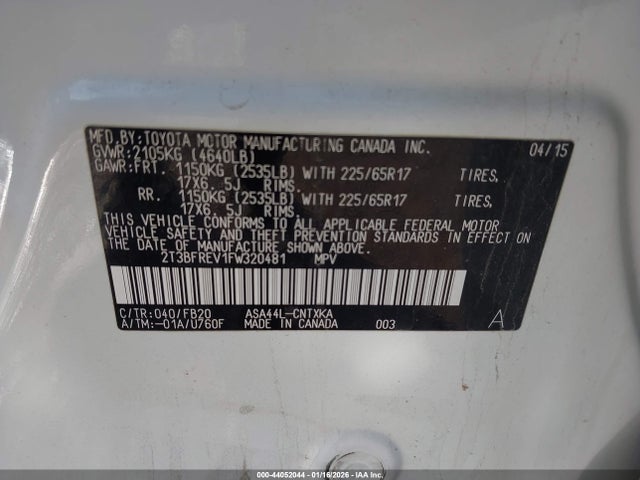 MFD.BY:TOYOTA MOTOR MANUFACTURING CANADA INC. 04/15
GVWR:2105KG (4640LB)
GAWR:FRT. 1150KG (2535LB) WITH 225/65R17 TIRES,
17X6. 5J RIMS.
RR. 1150KG (2535LB) WITH 225/65R17 TIRES,
17X6. 5J RIMS.
THIS VEHICLE CONFORMS TO ALL APPLICABLE FEDERAL MOTOR
VEHICLE SAFETY AND THEFT PREVENTION STANDARDS IN EFFECT ON
THE DATE OF MANUFACTURE SHOWN ABOVE.
2T3BFREV1FW320481 MPV
C/TR:040/FB20 ASA44L-CNTXKA
A/TM:-01A/U760F MADE IN CANADA 003 A
000-44052044 | 01/16/2026 | IAA Inc.